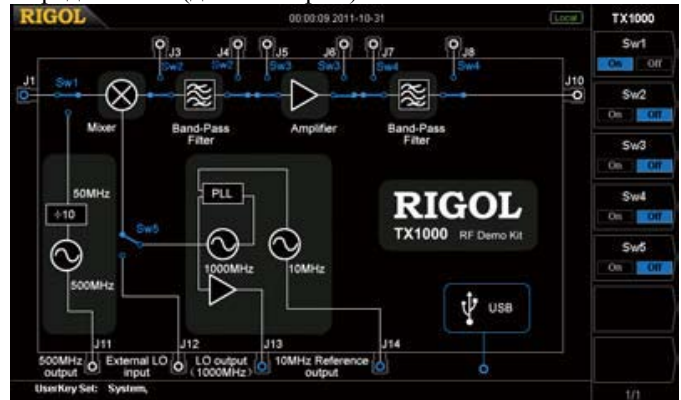 RIGOL 00:00:09 2011-10-31 Local TX1000
Sw1
On Off
Sw2
On Off
Sw3
On Off
Sw4
On Off
Sw5
On Off
1/1
J3 J4 J5 J6 J7 J8
Sw2 Sw2 Sw3 Sw3 Sw4 Sw4
J1 Sw1 J10
Mixer Band-Pass Filter Amplifier Band-Pass Filter
50MHz
÷10
500MHz
Sw5
PLL
1000MHz 10MHz
RIGOL
TX1000 RF Demo Kit
USB
J11 J12 J13 J14
500MHz output External LO input LO output (1000MHz) 10MHz Reference output
UserKey Set: System,